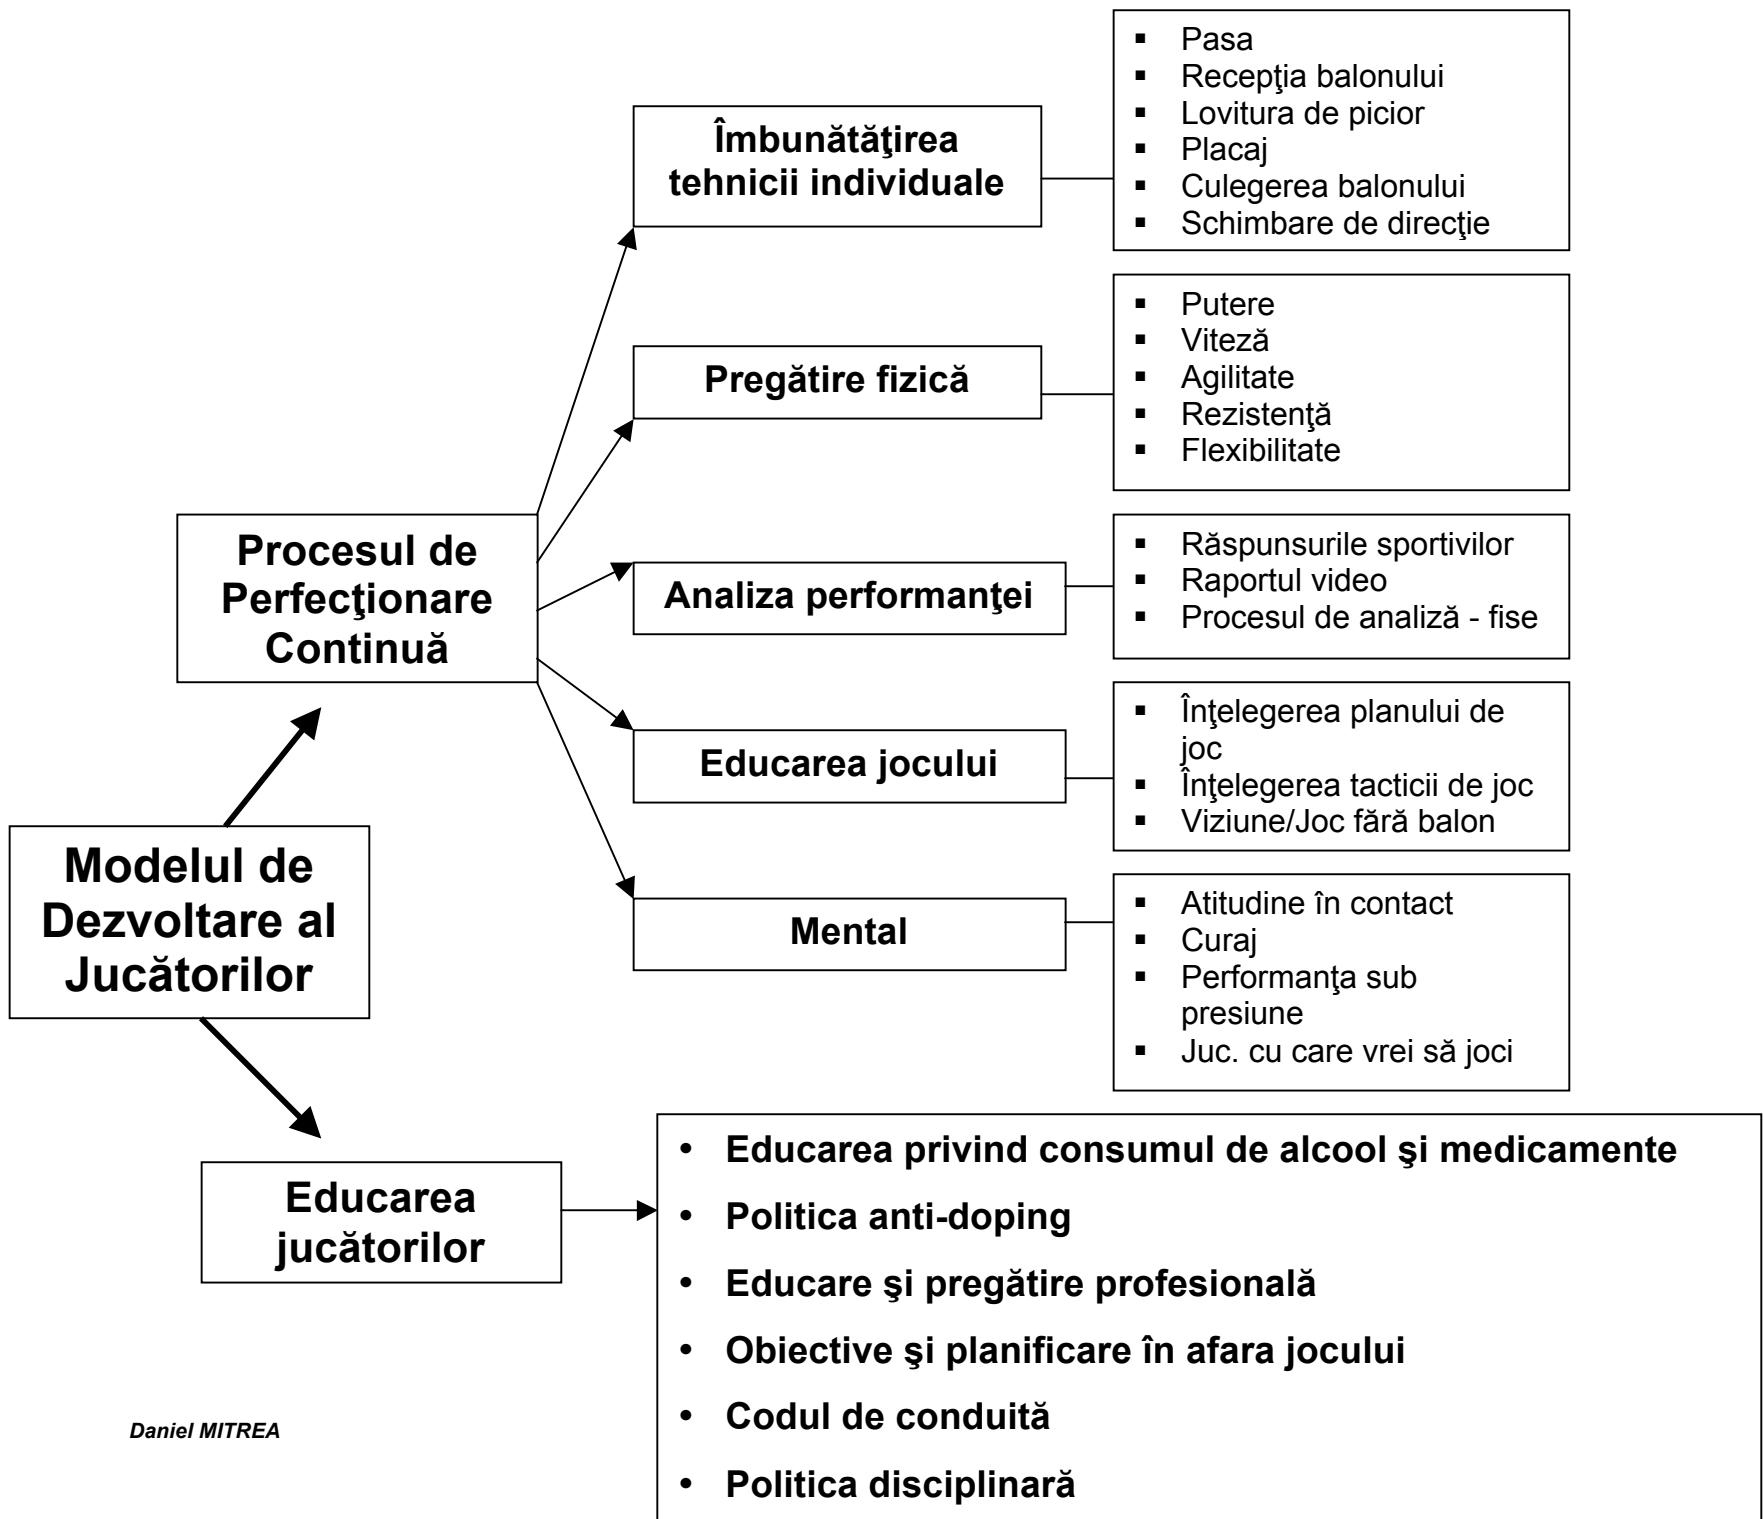 Pasa
Recepţia balonului
Lovitura de picior
Placaj
Culegerea balonului
Schimbare de direcţie
Îmbunătăţirea
tehnicii individuale
Putere
Viteză
Agilitate
Rezistenţă
Flexibilitate
Pregătire fizică
Procesul de
Perfecţionare
Continuă
Răspunsurile sportivilor
Raportul video
Procesul de analiză - fise
Analiza performanţei
Înţelegerea planului de
joc
Înţelegerea tacticii de joc
Viziune/Joc fără balon
Educarea jocului
Modelul de
Dezvoltare al
Jucătorilor
Atitudine în contact
Curaj
Performanţa sub
presiune
Juc. cu care vrei să joci
Mental
Educarea
jucătorilor
• Educarea privind consumul de alcool şi medicamente
• Politica anti-doping
• Educare şi pregătire profesională
• Obiective şi planificare în afara jocului
• Codul de conduită
• Politica disciplinară
Daniel MITREA